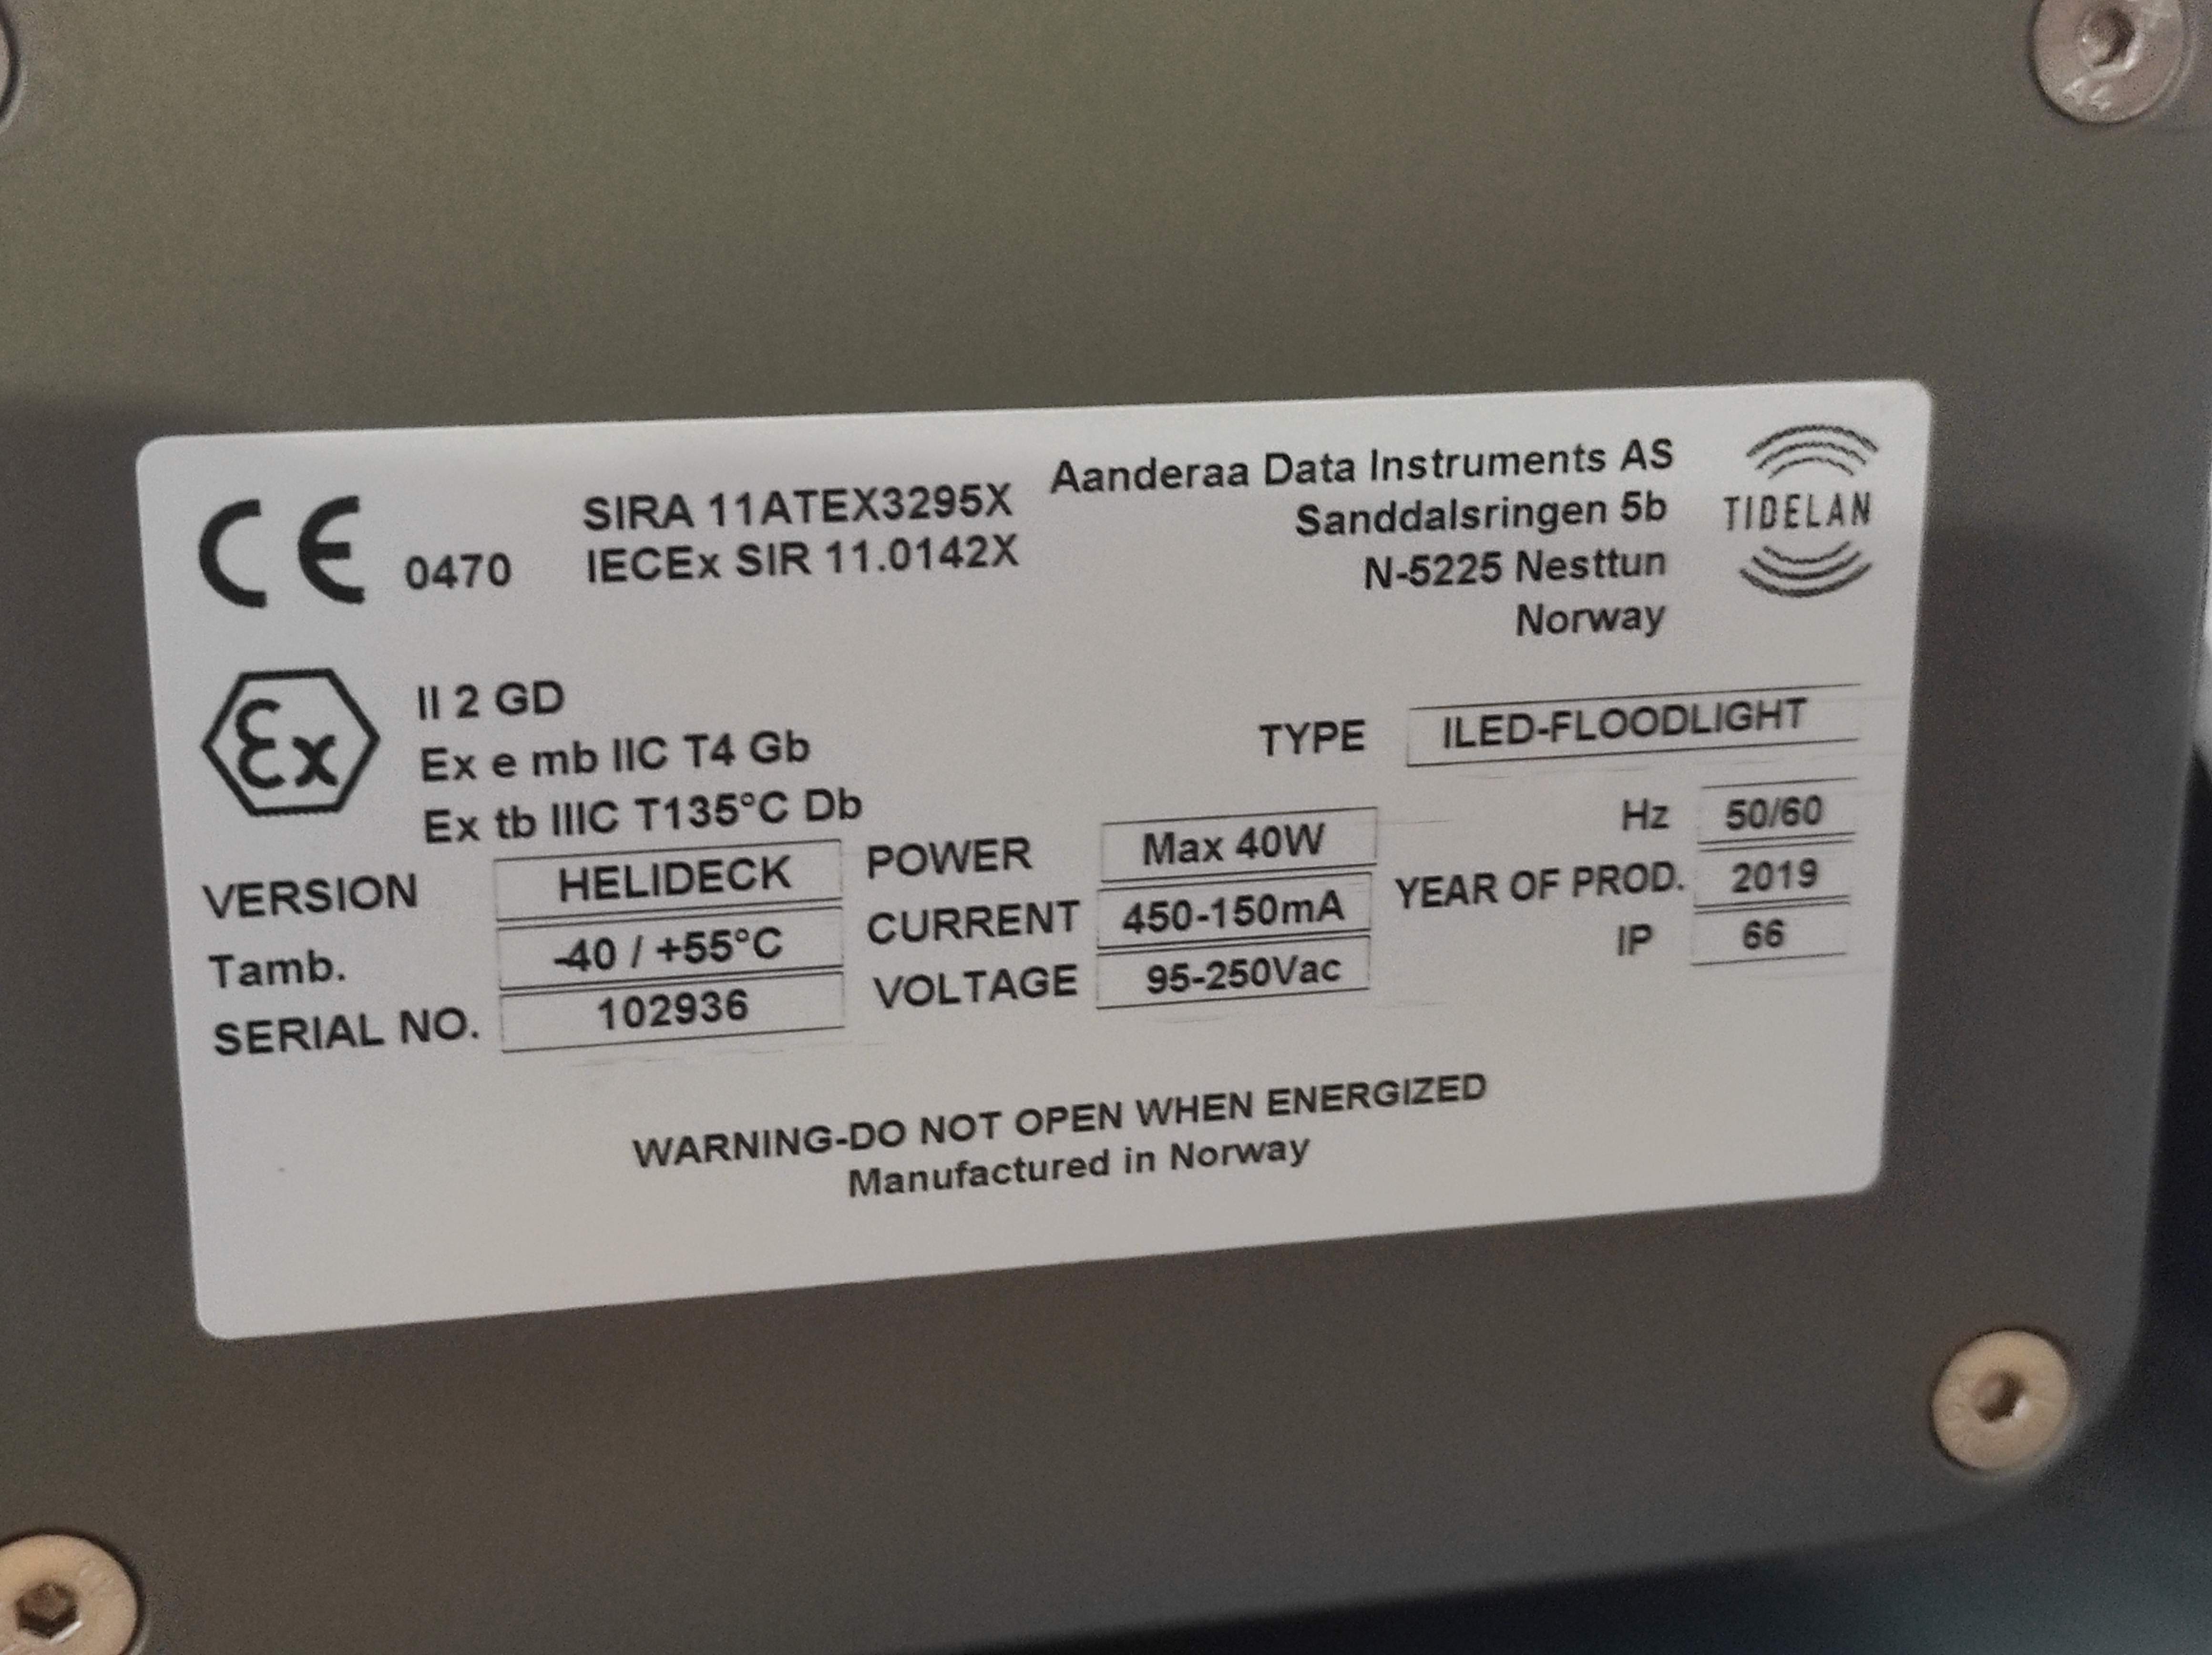 CE 0470
SIRA 11ATEX3295X
IECEx SIR 11.0142X
Aanderaa Data Instruments AS
Sanddalsringen 5b
N-5225 Nesttun
Norway
TIDELAN
Ex
II 2 GD
Ex e mb IIC T4 Gb
Ex tb IIIC T135°C Db
TYPE ILED-FLOODLIGHT
VERSION HELIDECK
Tamb. -40 / +55°C
SERIAL NO. 102936
POWER Max 40W
CURRENT 450-150mA
VOLTAGE 95-250Vac
Hz 50/60
YEAR OF PROD. 2019
IP 66
WARNING-DO NOT OPEN WHEN ENERGIZED
Manufactured in Norway
A4